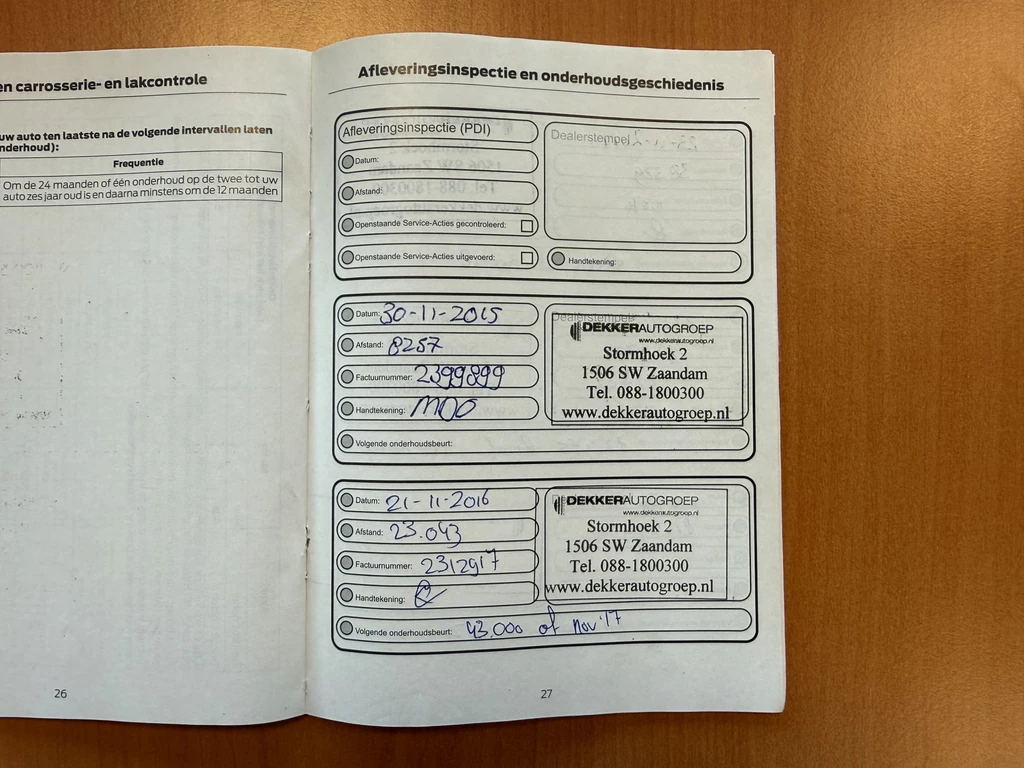 en carrosserie- en lakcontrole
uw auto ten laatste na de volgende intervallen laten
nderhoud):
Frequentie
Om de 24 maanden of één onderhoud op de twee tot uw
auto zes jaar oud is en daarna minstens om de 12 maanden
26
Afleveringsinspectie en onderhoudsgeschiedenis
Afleveringsinspectie (PDI)
Datum:
Afstand:
Openstaande Service-Acties gecontroleerd:
Openstaande Service-Acties uitgevoerd:
Dealerstempel
Handtekening:
Datum: 30-11-2015
Afstand: 8257
Factuurnummer: 2399899
Handtekening:
Volgende onderhoudsbeurt:
Dealerstempel
DEKKERAUTOGROEP
www.dekkerautogroep.nl
Stormhoek 2
1506 SW Zaandam
Tel. 088-1800300
www.dekkerautogroep.nl
Datum: 21-11-2016
Afstand: 23.043
Factuurnummer: 2312917
Handtekening:
Volgende onderhoudsbeurt: 43.000 of nov '17
DEKKERAUTOGROEP
www.dekkerautogroep.nl
Stormhoek 2
1506 SW Zaandam
Tel. 088-1800300
www.dekkerautogroep.nl
27